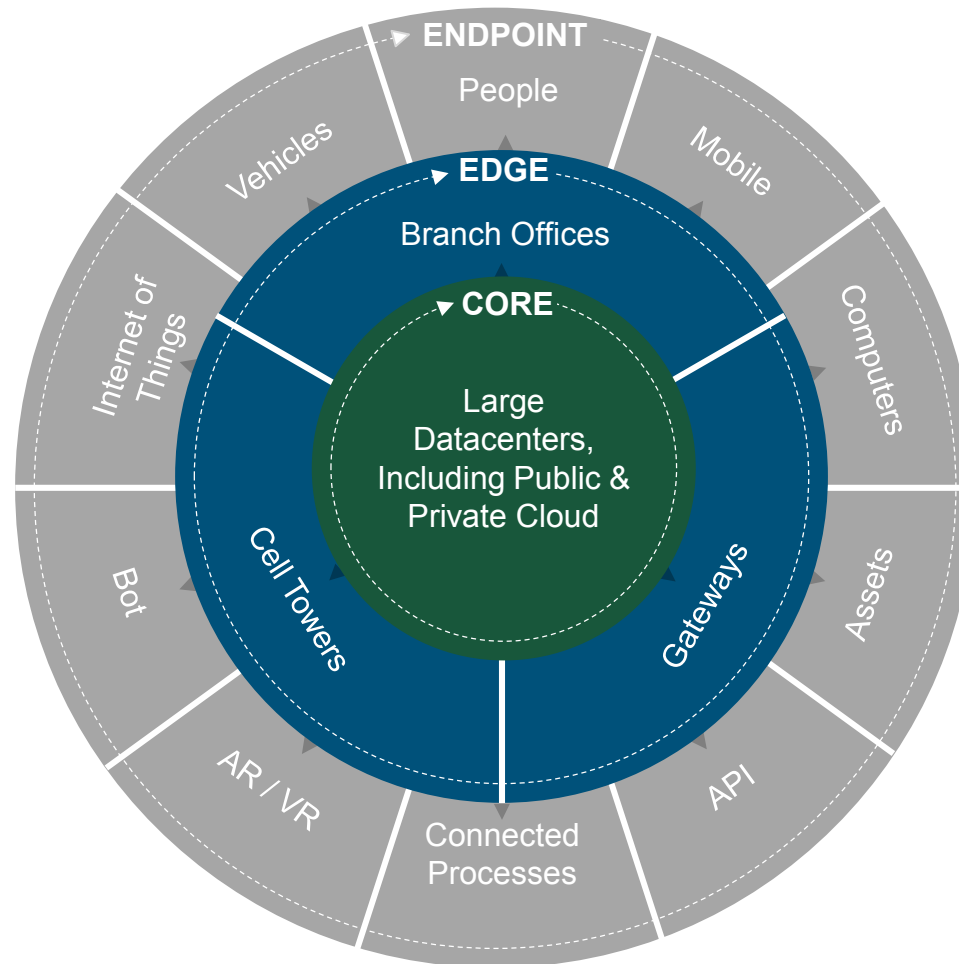 ENDPOINT
People
Mobile
Computers
Assets
API
Connected
Processes
AR / VR
Bot
Internet of
Things
Vehicles
EDGE
Branch Offices
Gateways
Cell Towers
CORE
Large
Datacenters,
Including Public &
Private Cloud